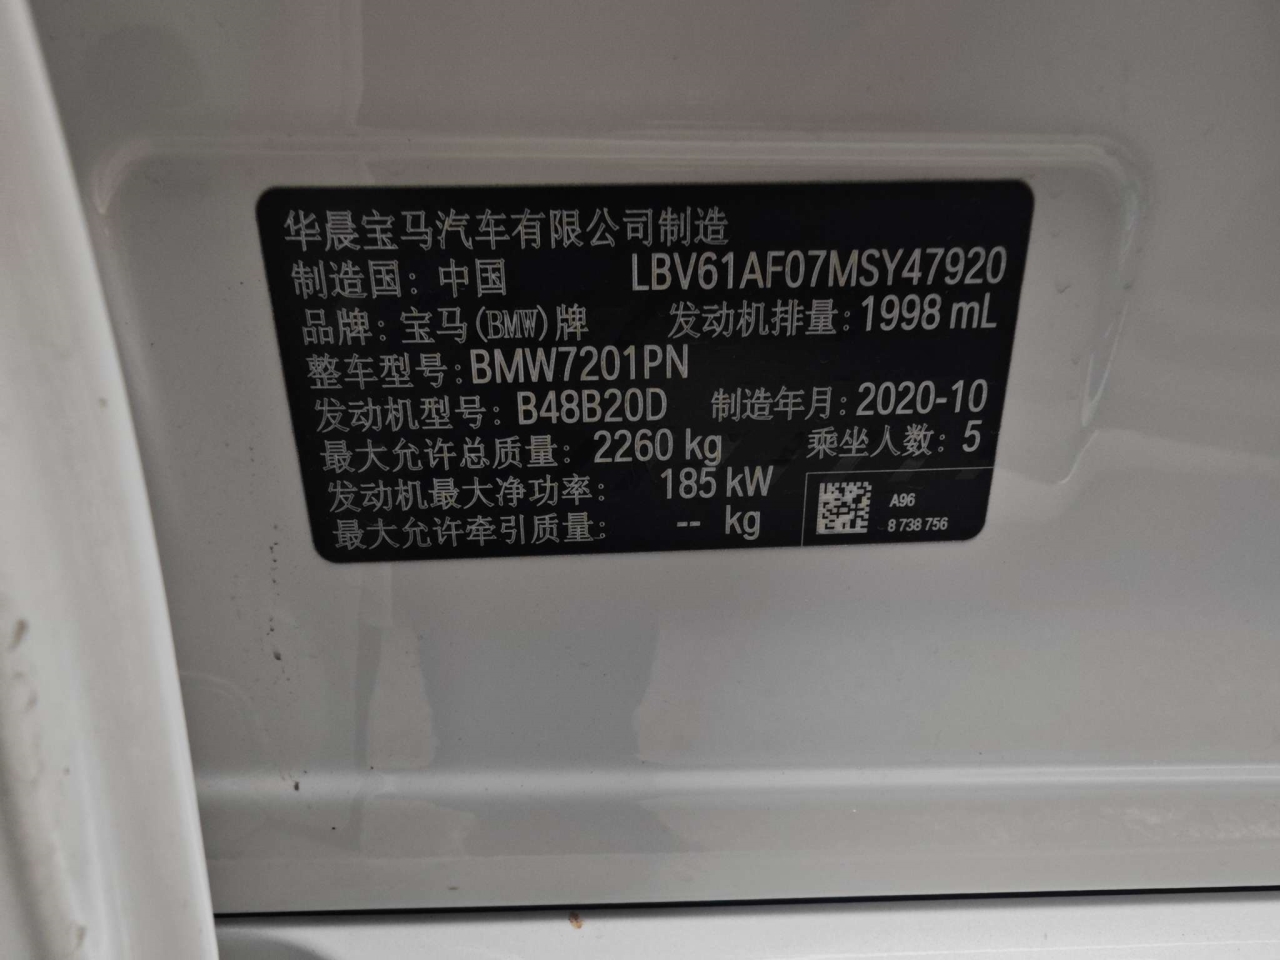 华晨宝马汽车有限公司制造
制造国: 中国 LBV61AF07MSY47920
品牌: 宝马(BMW)牌 发动机排量: 1998 mL
整车型号: BMW7201PN
发动机型号: B48B20D 制造年月: 2020-10
最大允许总质量: 2260 kg 乘坐人数: 5
发动机最大净功率: 185 kW
最大允许牵引质量: -- kg
A96
8 738 756